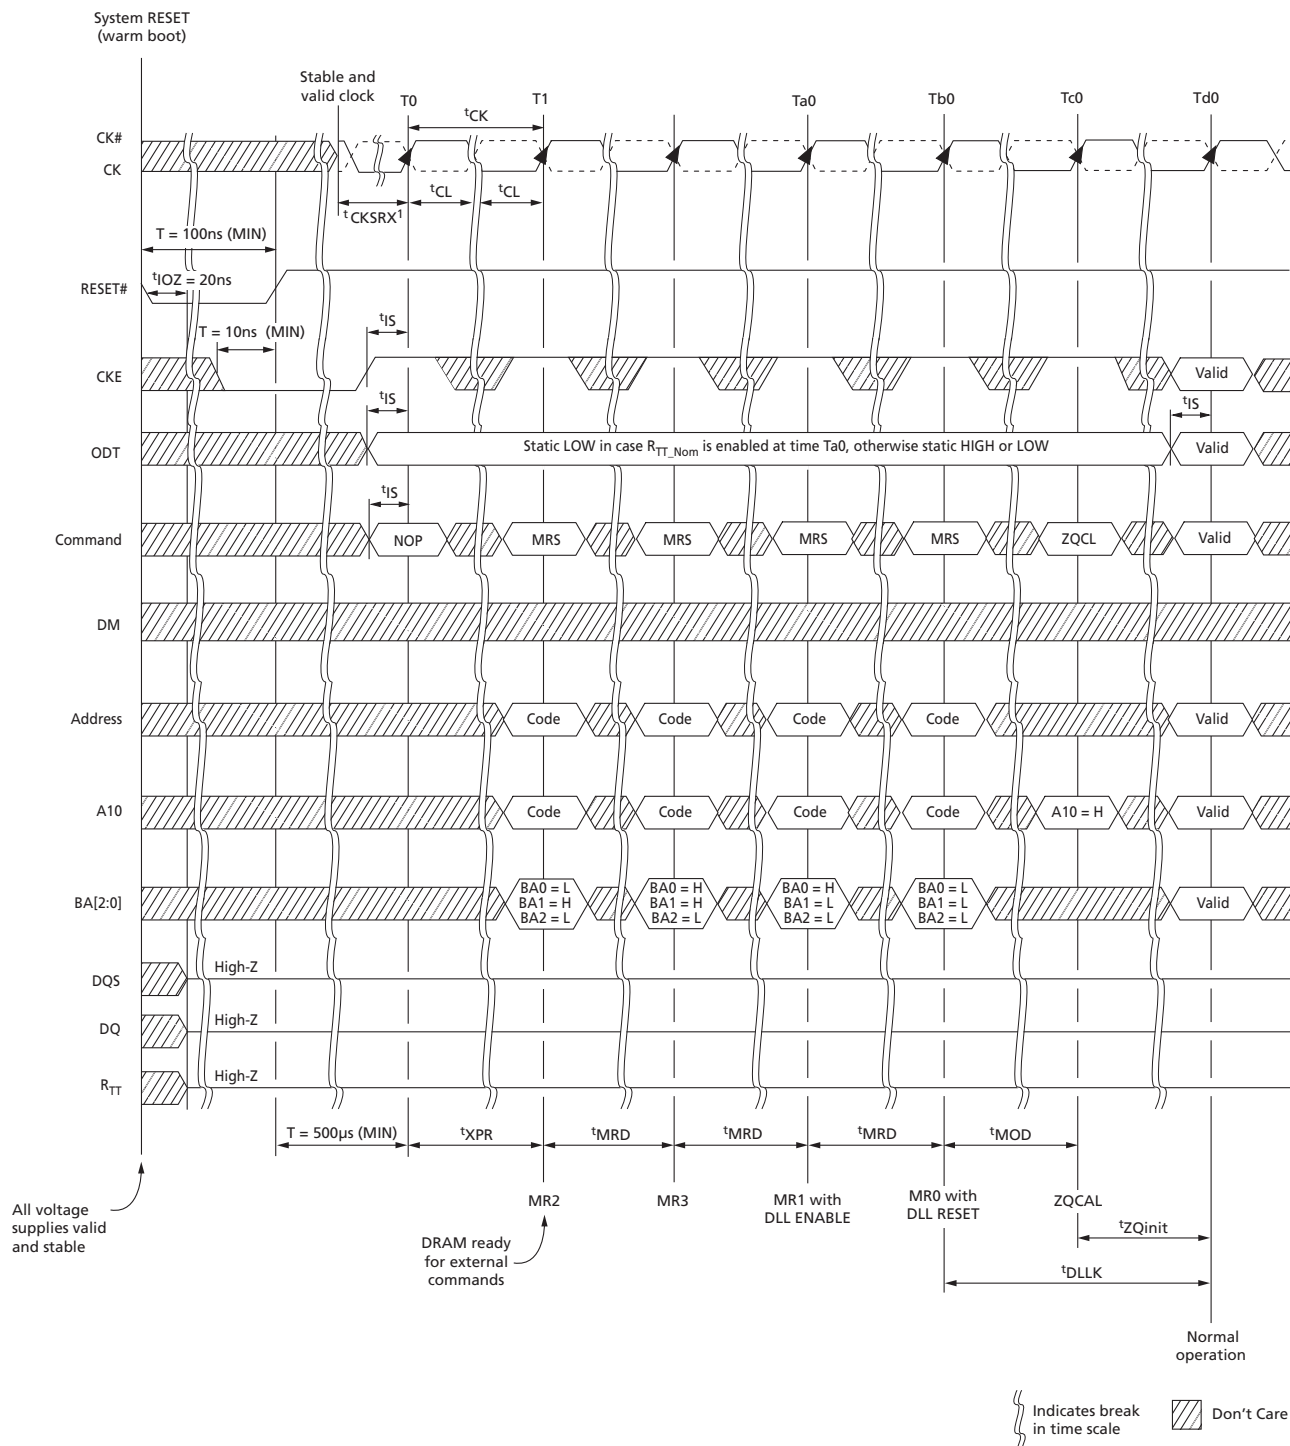 System RESET
(warm boot)
Stable and
valid clock
T0
T1
Ta0
Tb0
Tc0
Td0
tCK
CK#
CK
tCL
tCL
tCKSRX1
T = 100ns (MIN)
tIOZ = 20ns
RESET#
T = 10ns (MIN)
tIS
CKE
Valid
tIS
tIS
ODT
Static LOW in case RTT_Nom is enabled at time Ta0, otherwise static HIGH or LOW
Valid
tIS
Command
NOP
MRS
MRS
MRS
MRS
ZQCL
Valid
DM
Address
Code
Code
Code
Code
Valid
A10
Code
Code
Code
Code
A10 = H
Valid
BA[2:0]
BA0 = L
BA1 = H
BA2 = L
BA0 = H
BA1 = H
BA2 = L
BA0 = H
BA1 = L
BA2 = L
BA0 = L
BA1 = L
BA2 = L
Valid
DQS
High-Z
DQ
High-Z
RTT
High-Z
T = 500μs (MIN)
tXPR
tMRD
tMRD
tMRD
tMOD
All voltage
supplies valid
and stable
MR2
MR3
MR1 with
DLL ENABLE
MR0 with
DLL RESET
ZQCAL
tZQinit
DRAM ready
for external
commands
tDLLK
Normal
operation
Indicates break
in time scale
Don't Care